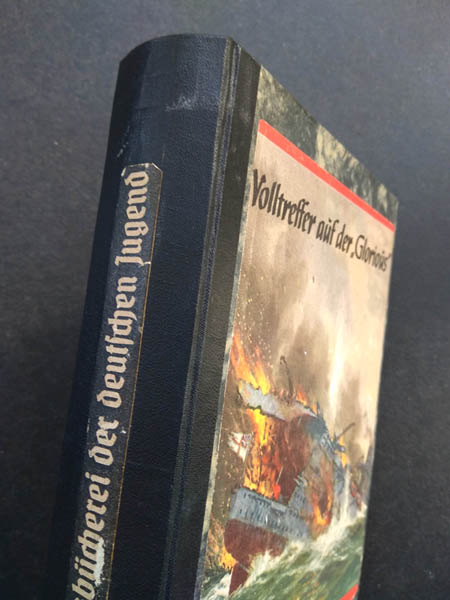 bücherei der deutschen Jugend
Volltreffer auf der „Glorious“